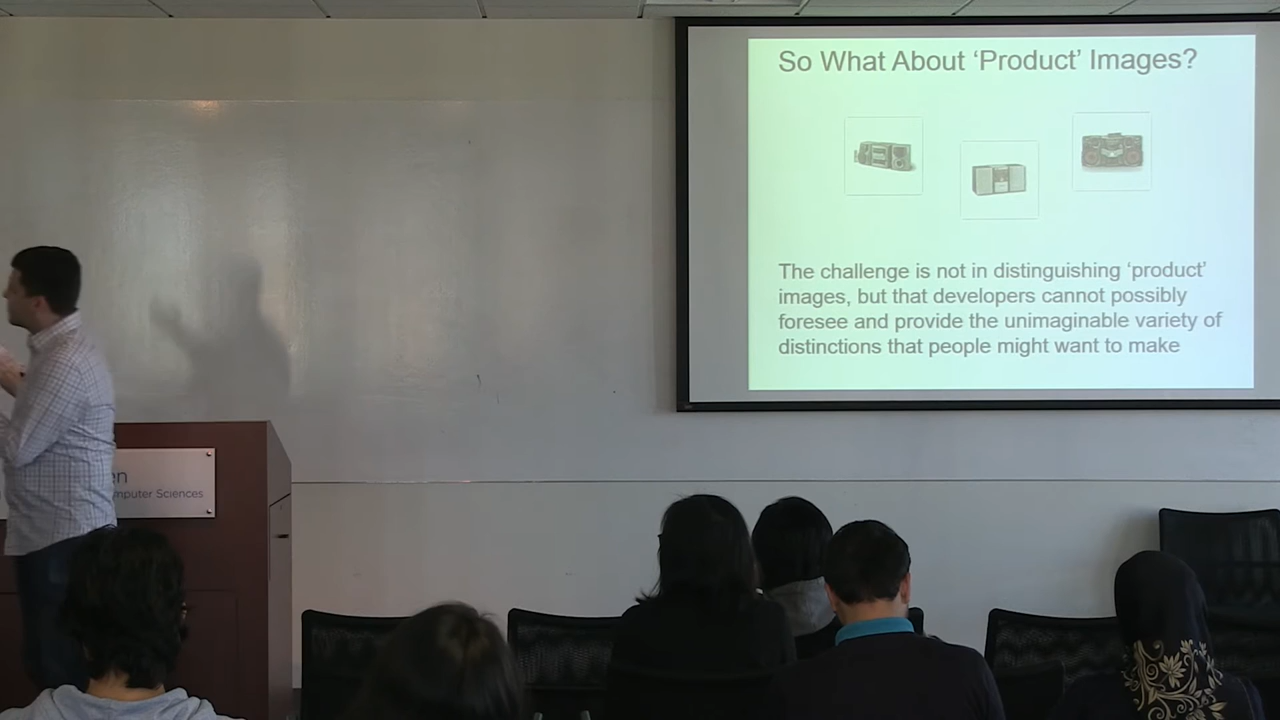 So What About ‘Product’ Images?
The challenge is not in distinguishing ‘product’
images, but that developers cannot possibly
foresee and provide the unimaginable variety of
distinctions that people might want to make
en
mputer Sciences